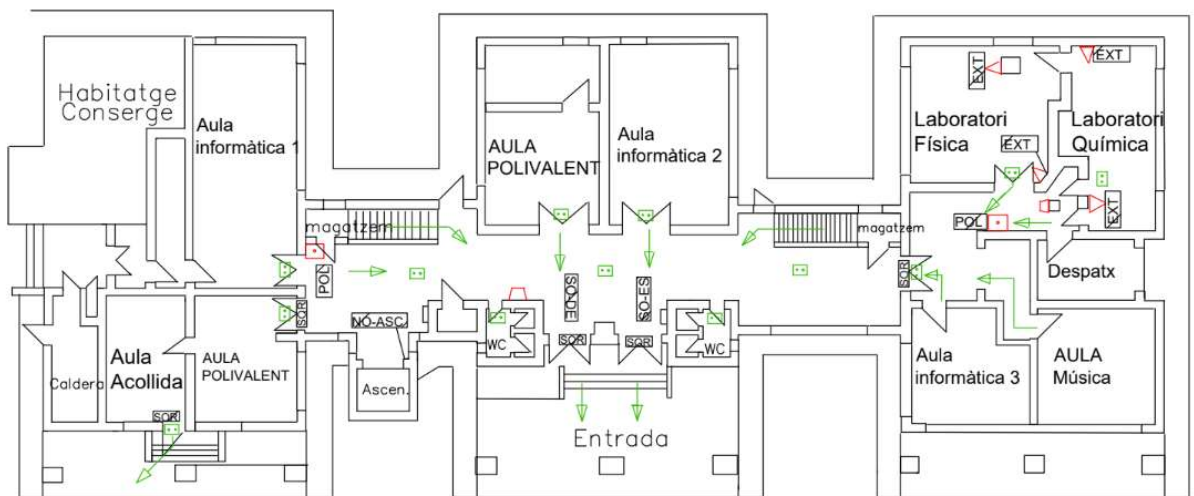 Habitatge
Conserge
Aula
informàtica 1
AULA
POLIVALENT
Aula
informàtica 2
EXT
EXT
Laboratori
Física
Laboratori
Química
EXT
EXT
magatzem
magatzem
POL
POL
SOR
Despatx
SO-DE
SO-ES
SOR
NO-ASC.
SOR
SOR
WC
WC
Caldera
Aula
Acollida
AULA
POLIVALENT
Ascen.
Aula
informàtica 3
AULA
Música
SOR
Entrada